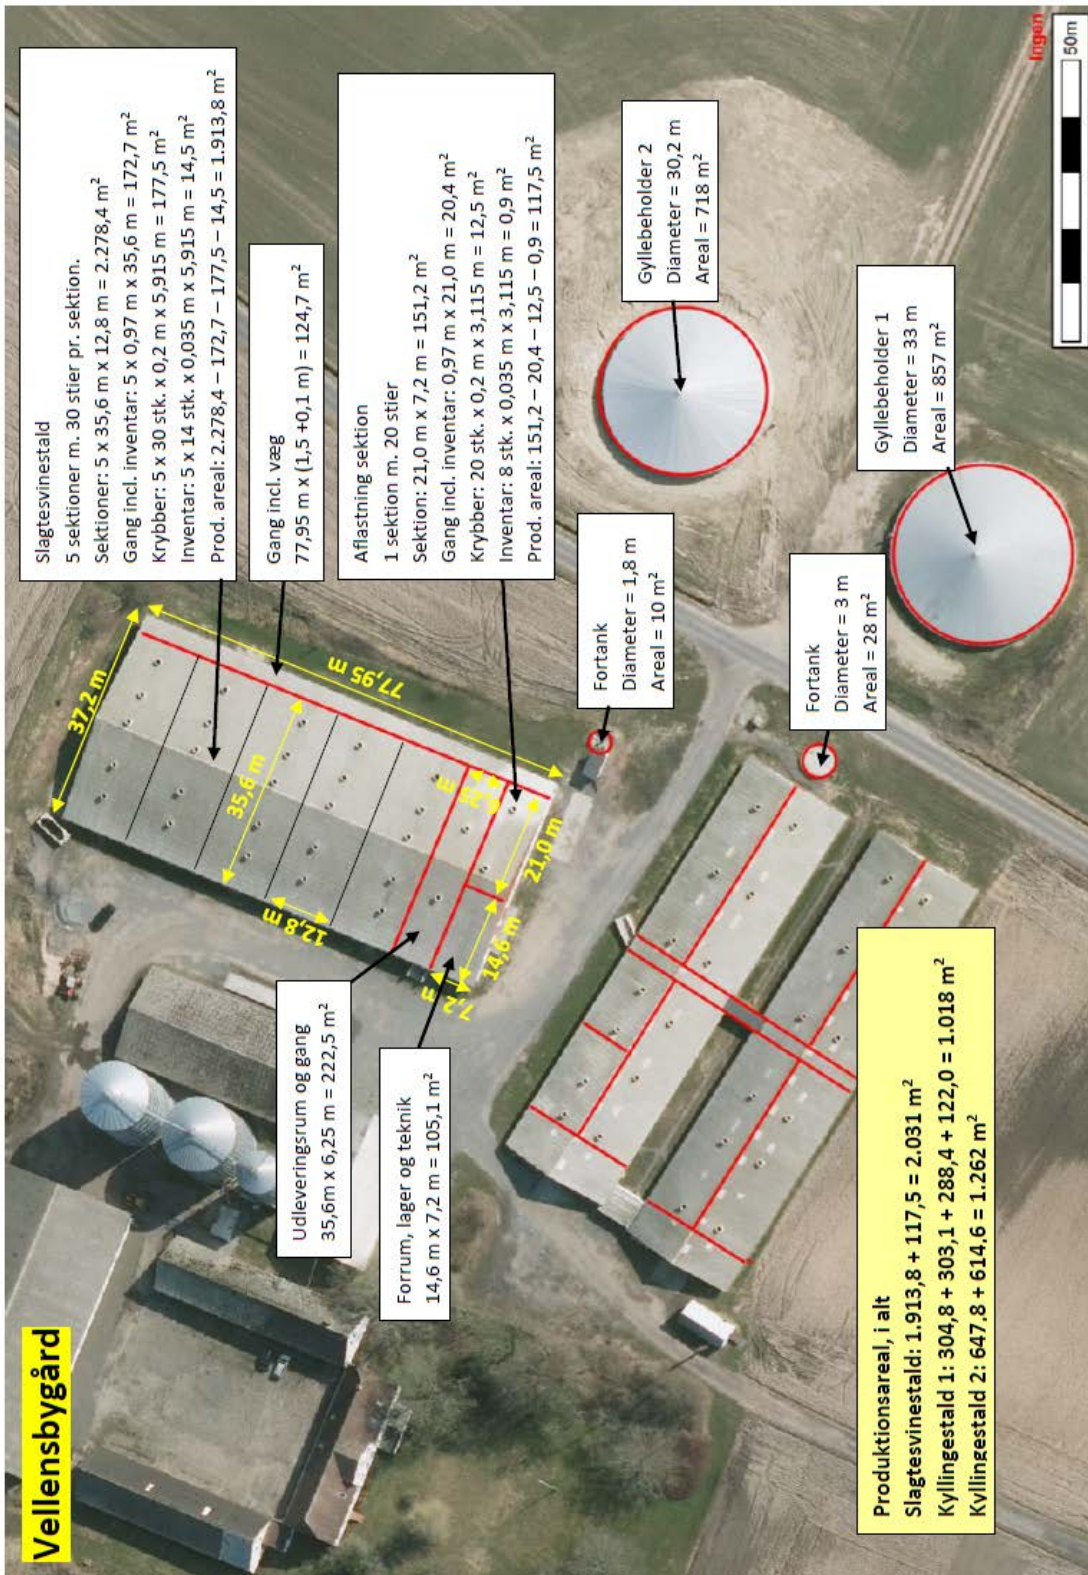 Vellensbygård
Slagtesvinestald
5 sektioner m. 30 stier pr. sektion.
Sektioner: 5 x 35,6 m x 12,8 m = 2.278,4 m²
Gang incl. inventar: 5 x 0,97 m x 35,6 m = 172,7 m²
Krybber: 5 x 30 stk. x 0,2 m x 5,915 m = 177,5 m²
Inventar: 5 x 14 stk. x 0,035 m x 5,915 m = 14,5 m²
Prod. areal: 2.278,4 – 172,7 – 177,5 – 14,5 = 1.913,8 m²
Gang incl. væg
77,95 m x (1,5 +0,1 m) = 124,7 m²
Aflastning sektion
1 sektion m. 20 stier
Sektion: 21,0 m x 7,2 m = 151,2 m²
Gang incl. inventar: 0,97 m x 21,0 m = 20,4 m²
Krybber: 20 stk. x 0,2 m x 3,115 m = 12,5 m²
Inventar: 8 stk. x 0,035 m x 3,115 m = 0,9 m²
Prod. areal: 151,2 – 20,4 – 12,5 – 0,9 = 117,5 m²
37,2 m
77,95 m
35,6 m
12,8 m
6,25 m
21,0 m
14,6 m
7,2 m
Udleveringsrum og gang
35,6m x 6,25 m = 222,5 m²
Forrum, lager og teknik
14,6 m x 7,2 m = 105,1 m²
Fortank
Diameter = 1,8 m
Areal = 10 m²
Gyllebeholder 2
Diameter = 30,2 m
Areal = 718 m²
Fortank
Diameter = 3 m
Areal = 28 m²
Gyllebeholder 1
Diameter = 33 m
Areal = 857 m²
Produktionsareal, i alt
Slagtesvinestald: 1.913,8 + 117,5 = 2.031 m²
Kyllingestald 1: 304,8 + 303,1 + 288,4 + 122,0 = 1.018 m²
Kyllingestald 2: 647,8 + 614,6 = 1.262 m²
Ingen
50m